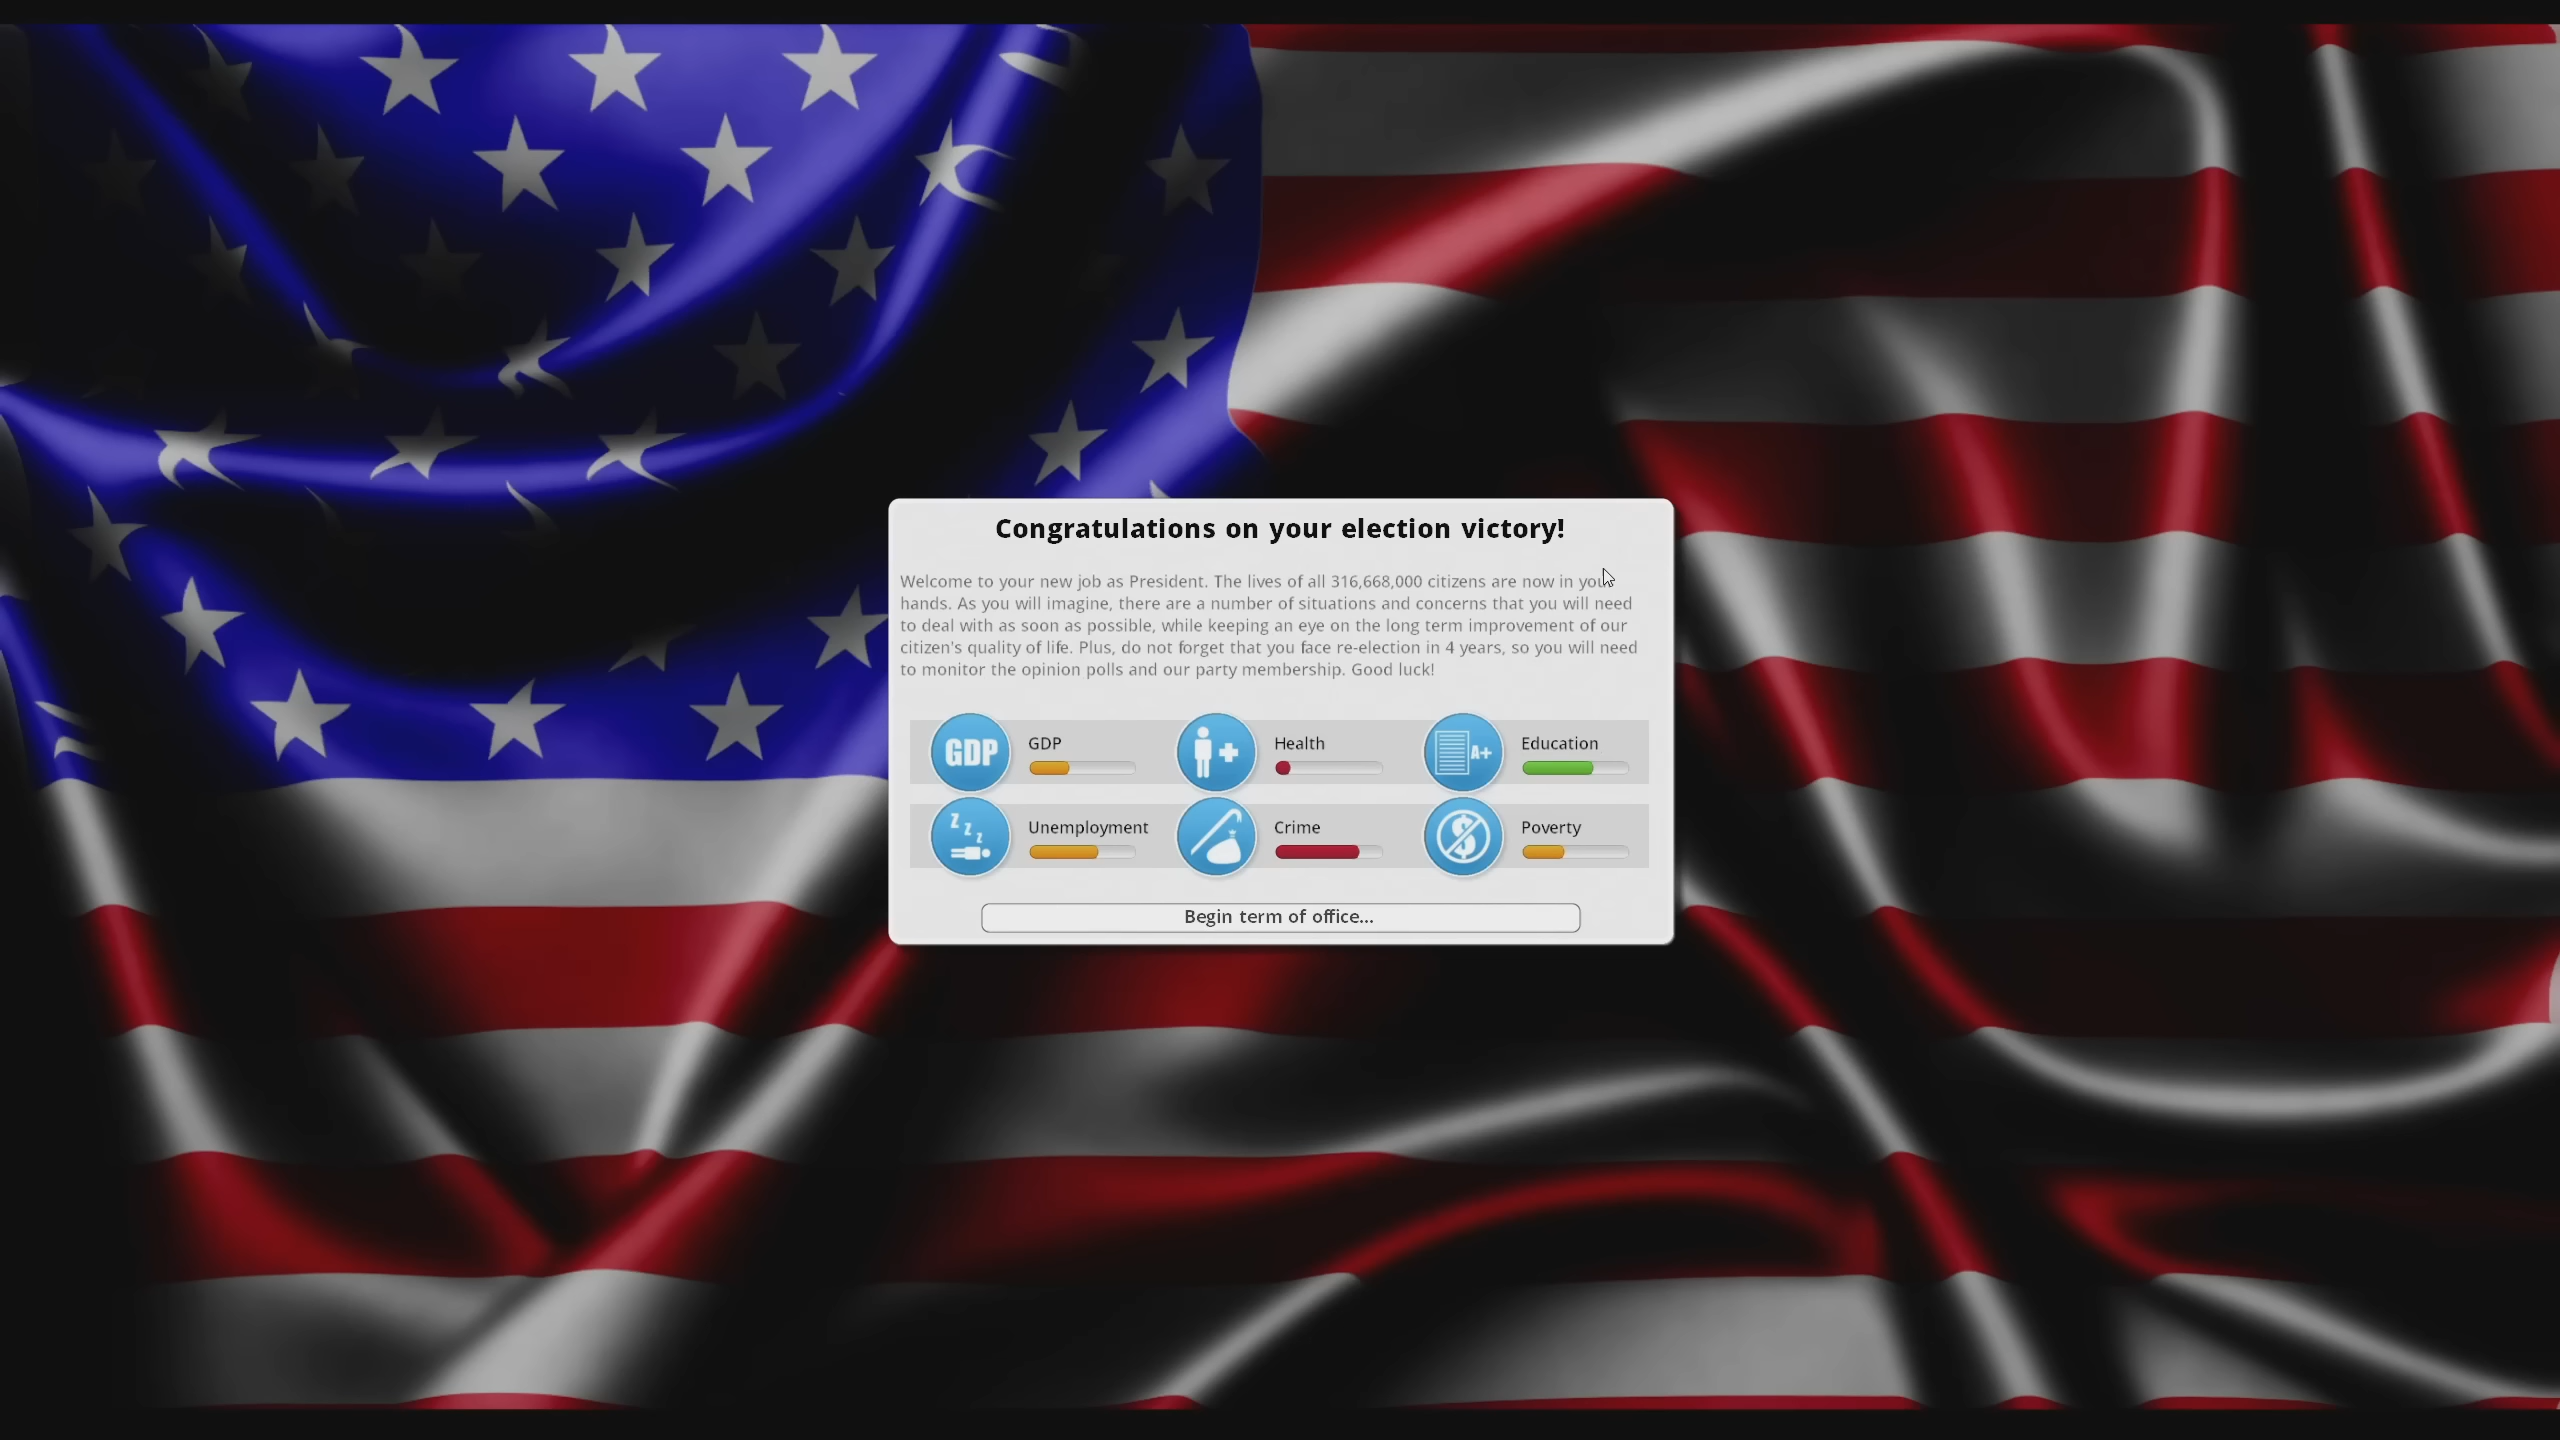 Congratulations on your election victory!
Welcome to your new job as President. The lives of all 316,668,000 citizens are now in your
hands. As you will imagine, there are a number of situations and concerns that you will need
to deal with as soon as possible, while keeping an eye on the long term improvement of our
citizen's quality of life. Plus, do not forget that you face re-election in 4 years, so you will need
to monitor the opinion polls and our party membership. Good luck!
GDP GDP Health A+ Education
Z Z Z Unemployment Crime $ Poverty
Begin term of office...